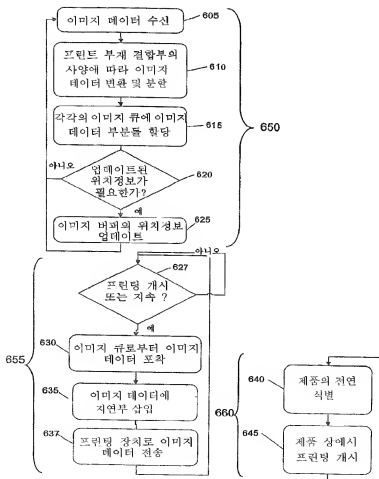 이미지 데이터 수신
605
프린트 부재 결합부의
사양에 따라 이미지
데이터 변환 및 분할
610
각각의 이미지 큐에 이미지
데이터 부분들 할당
615
650
아니오
업데이트된
위치정보가
필요한가?
620
예
이미지 버퍼의 위치정보
업데이트
625
아니오
627
프린팅 개시
또는 지속 ?
예
655
630
이미지 큐로부터 이미지
데이터 포착
635
이미지 데이터에
지연부 삽입
637
프린팅 장치로 이미지
데이터 전송
640
제품의 전연
식별
660
645
제품 상에서
프린팅 개시